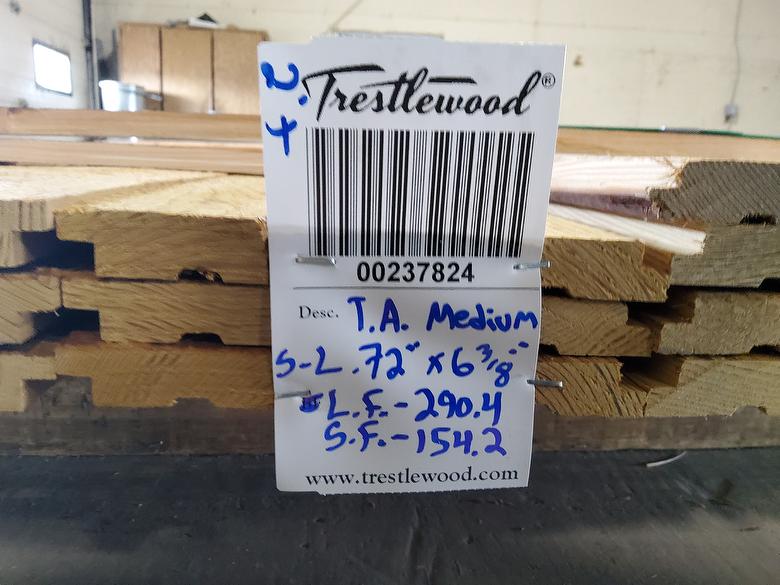 2.
4
Trestlewood®
00237824
Desc. T.A. Medium
S-L .72" x 6 3/8"
L.F.-290.4
S.F.-154.2
www.trestlewood.com